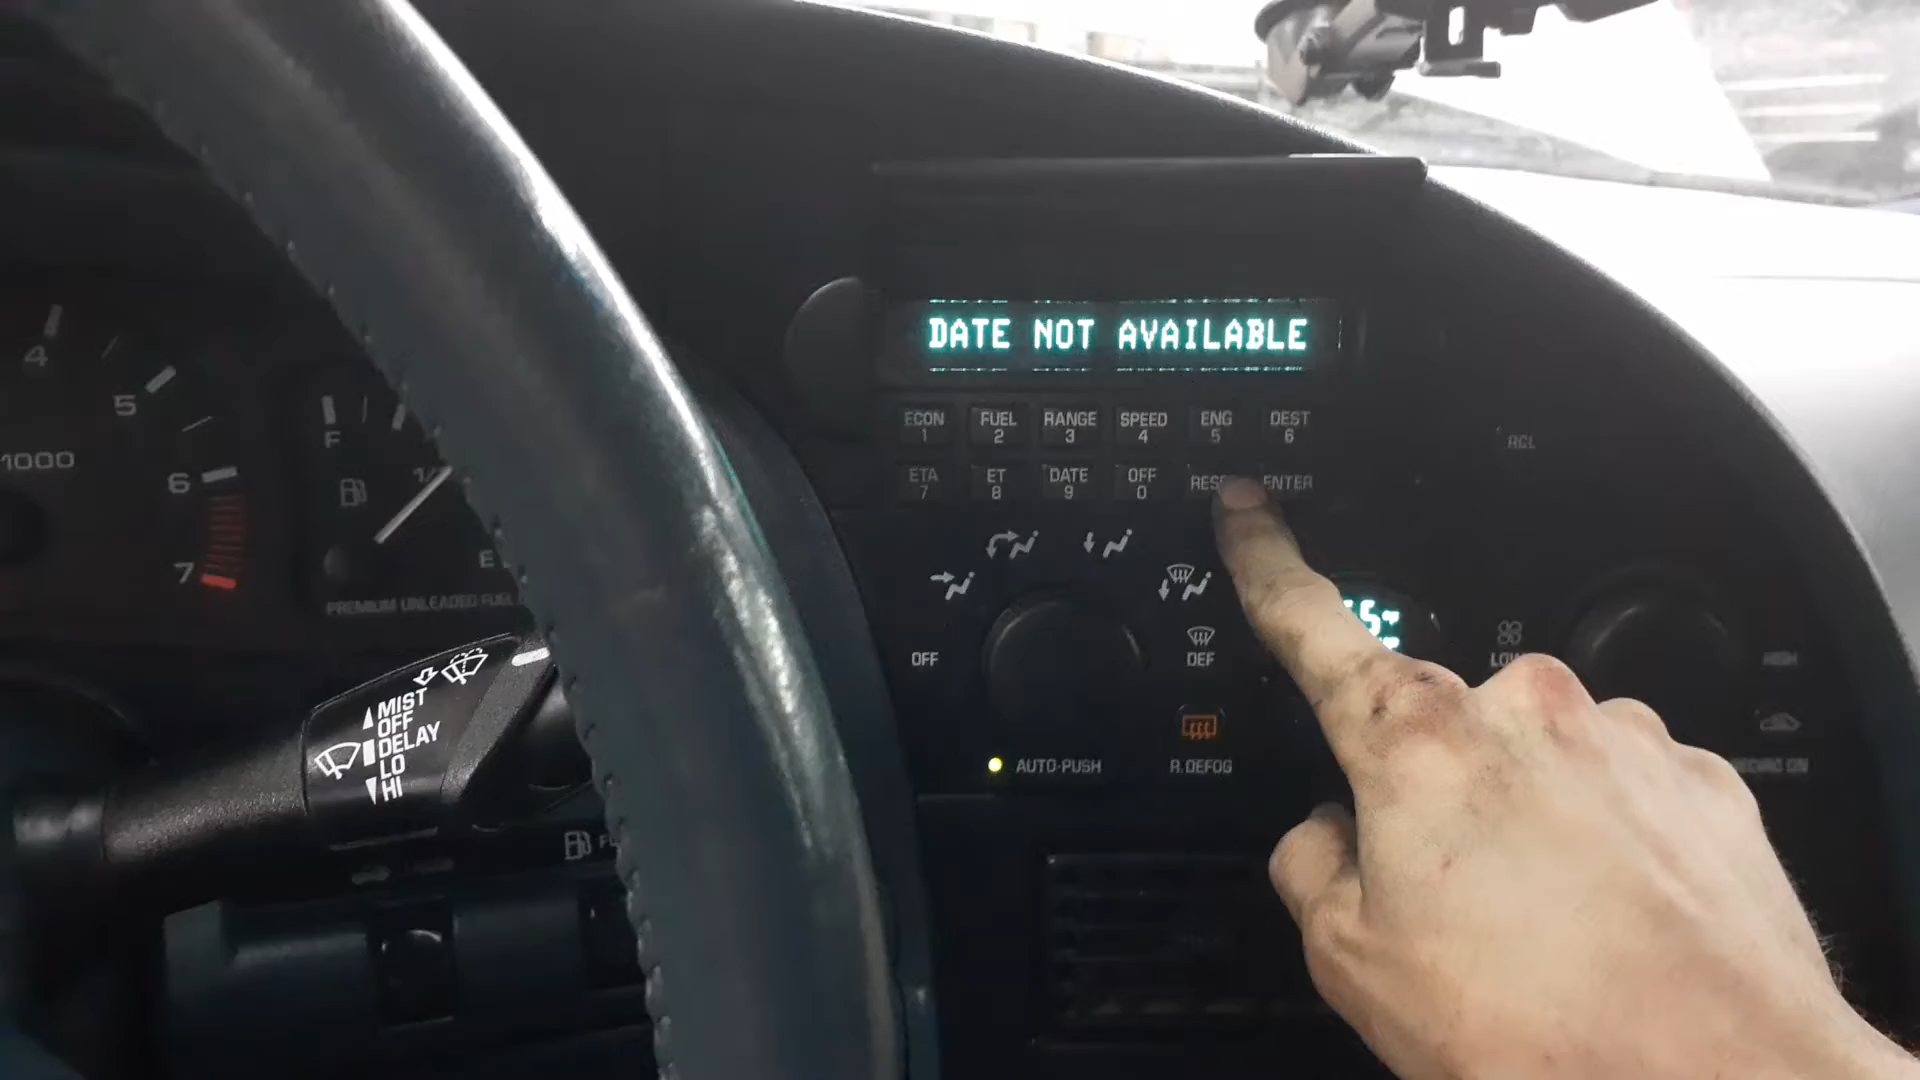 DATE NOT AVAILABLE
ECON 1
FUEL 2
RANGE 3
SPEED 4
ENG 5
DEST 6
ETA 7
ET 8
DATE 9
OFF 0
ENTER
RCL
4
5
6
7
1000
F
E
PREMIUM UNLEADED FUEL
OFF
DEF
LOW
HIGH
AUTO-PUSH
R.DEFOG
MIST
OFF
DELAY
LO
HI